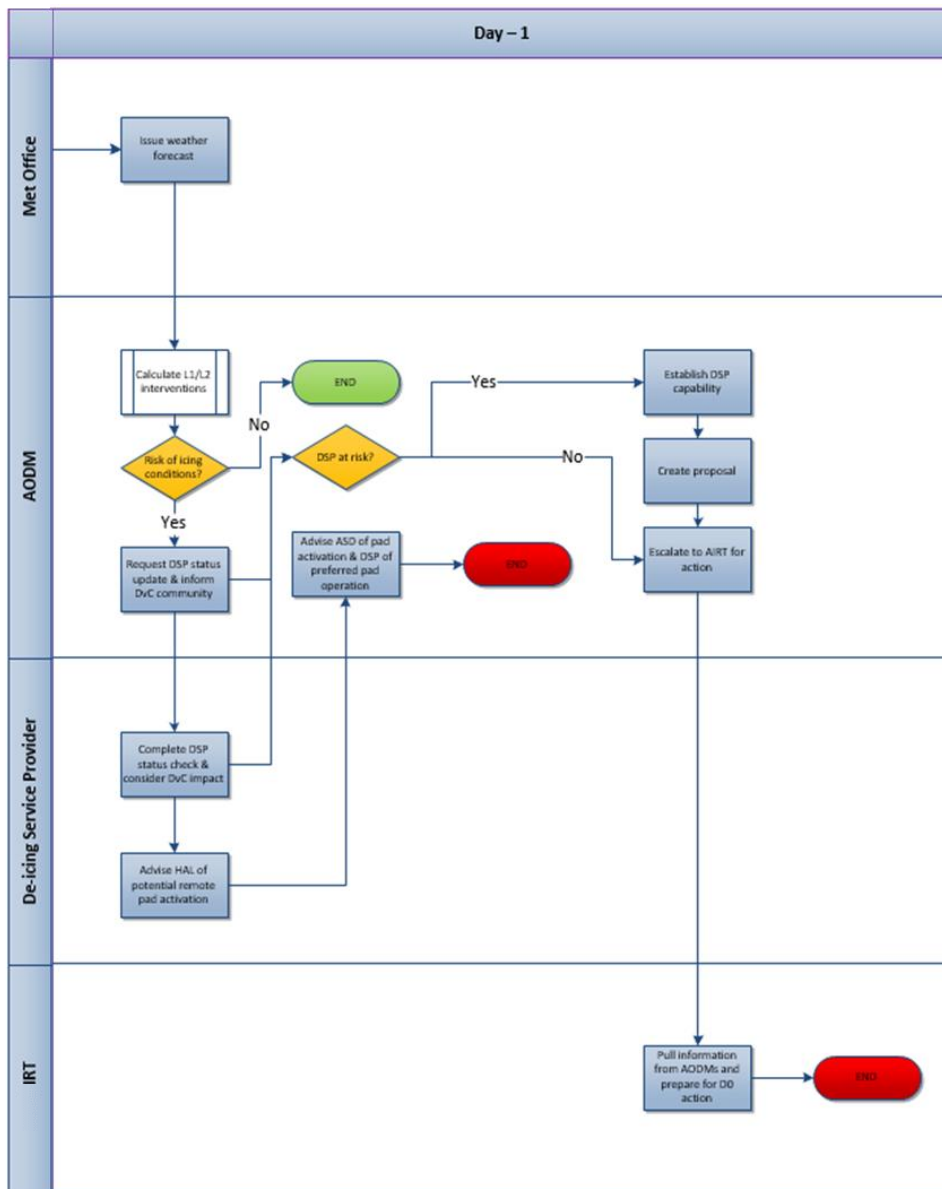 Day – 1
Met Office
Issue weather
forecast
AODM
Calculate L1/L2
interventions
END
Yes
Establish DSP
capability
No
Risk of icing
conditions?
DSP at risk?
No
Create proposal
Yes
Request DSP status
update & inform
DvC community
Advise ASD of pad
activation & DSP of
preferred pad
operation
END
Escalate to AIRT for
action
De-icing Service Provider
Complete DSP
status check &
consider DvC impact
Advise HAL of
potential remote
pad activation
IRT
Pull information
from AODMs and
prepare for D0
action
END